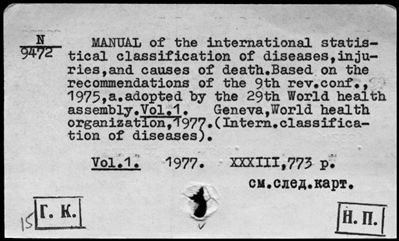 N
9472
MANUAL of the international statis-
tical classification of diseases,inju-
ries,and causes of death.Based on the
recommendations of the 9th rev.conf.,
1975,a.adopted by the 29th World health
assembly.Vol.1. Geneva,World health
organization,1977.(Intern.classifica-
tion of diseases).
Vol.1. 1977. XXXIII,773 p.
см.след.карт.
15 Г. К.
Н.П.